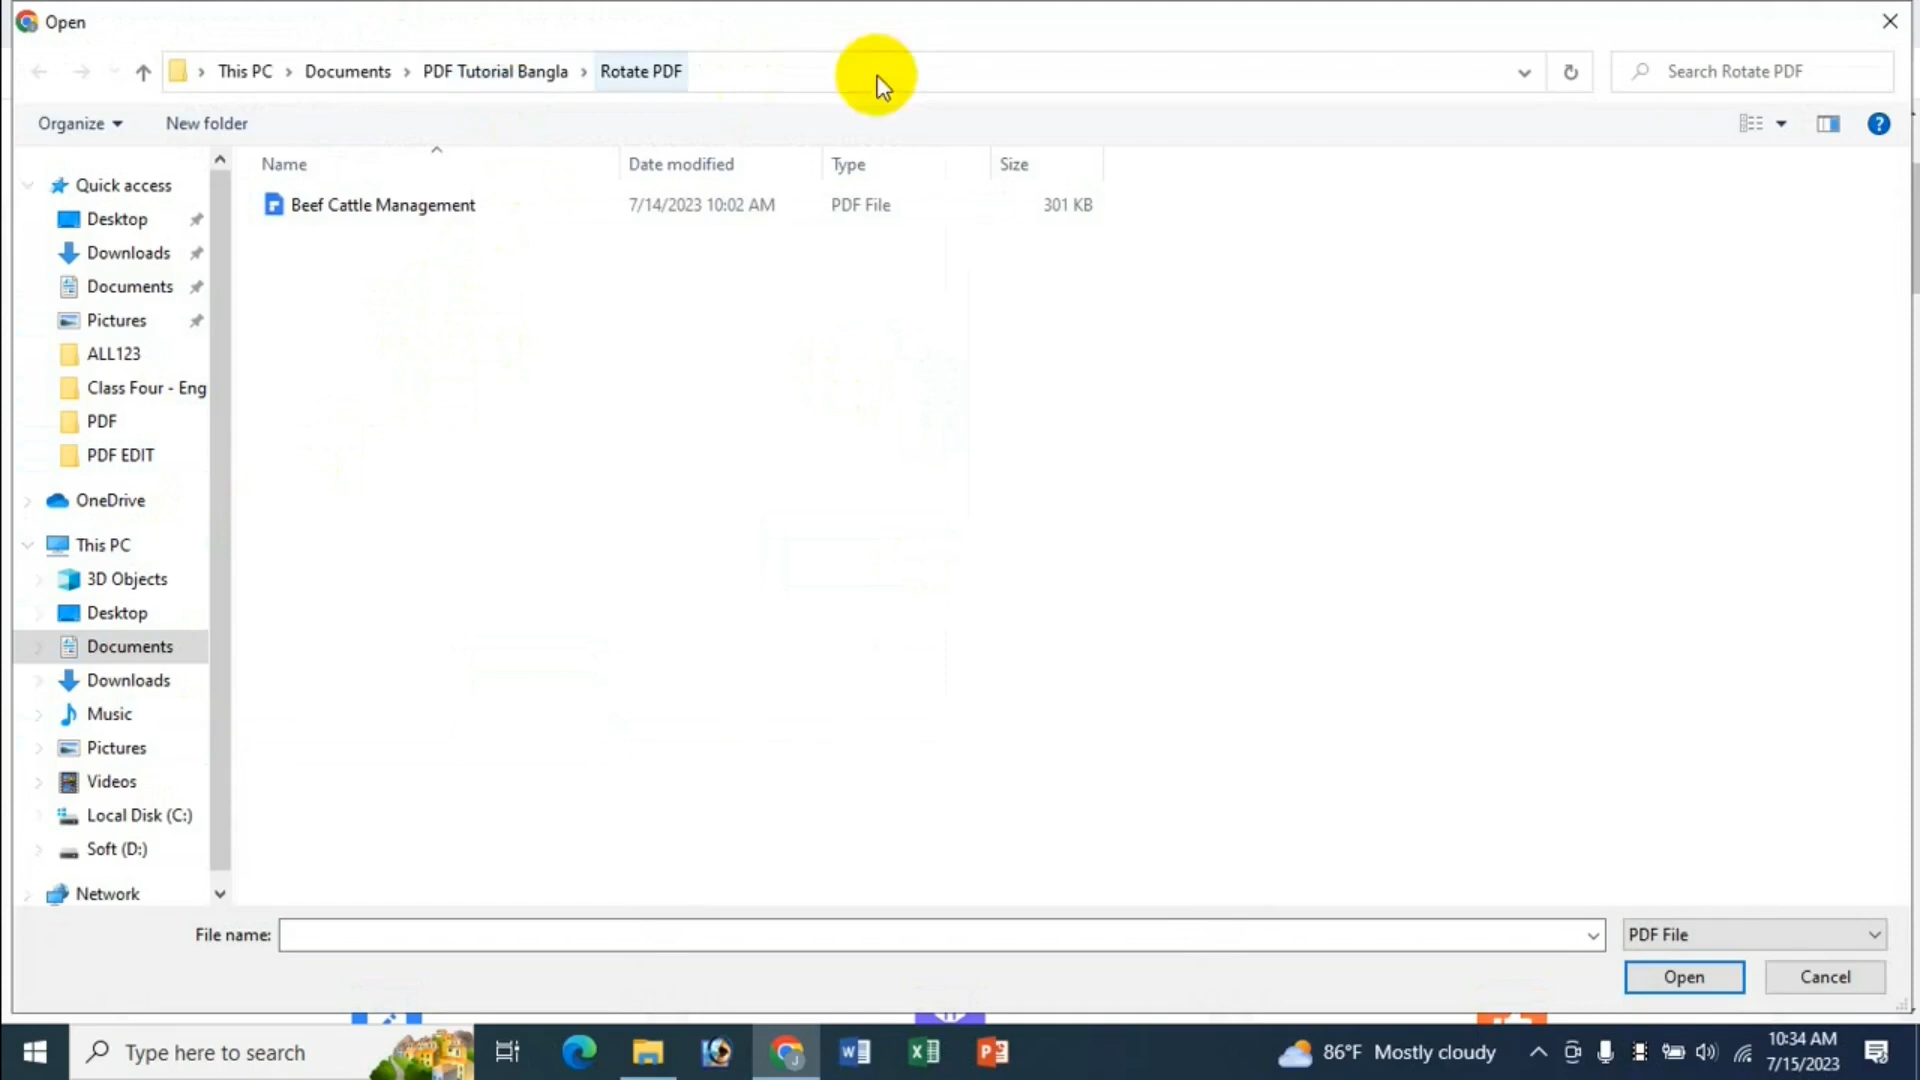 Open
This PC
Documents
PDF Tutorial Bangla
Rotate PDF
Search Rotate PDF
Organize
New folder
Name
Date modified
Type
Size
Beef Cattle Management
7/14/2023 10:02 AM
PDF File
301 KB
Quick access
Desktop
Downloads
Documents
Pictures
ALL123
Class Four - Eng
PDF
PDF EDIT
OneDrive
This PC
3D Objects
Desktop
Documents
Downloads
Music
Pictures
Videos
Local Disk (C:)
Soft (D:)
Network
File name:
PDF File
Open
Cancel
Type here to search
86°F Mostly cloudy
10:34 AM
7/15/2023